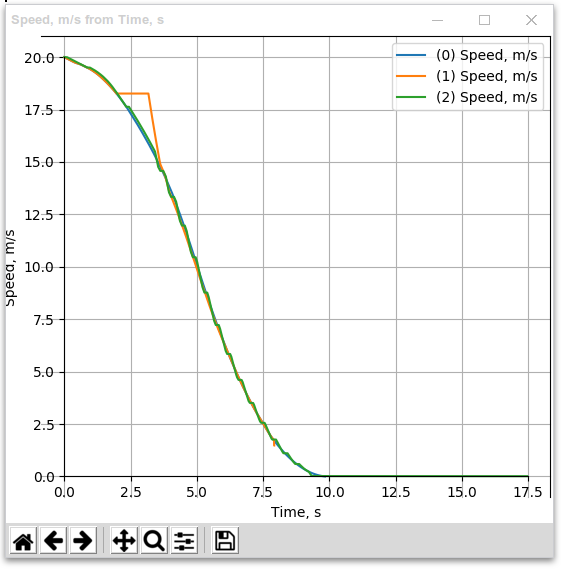 Speed, m/s from Time, s
(0) Speed, m/s
(1) Speed, m/s
(2) Speed, m/s
20.0
17.5
15.0
12.5
10.0
7.5
5.0
2.5
0.0
Speed, m/s
0.0 2.5 5.0 7.5 10.0 12.5 15.0 17.5
Time, s